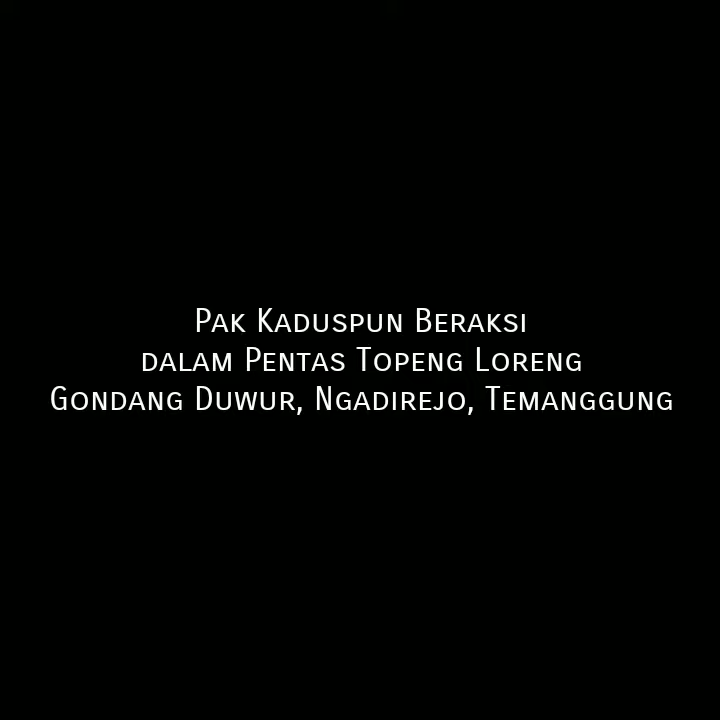 Pak Kaduspun Beraksi
dalam Pentas Topeng Loreng
Gondang Duwur, Ngadirejo, Temanggung